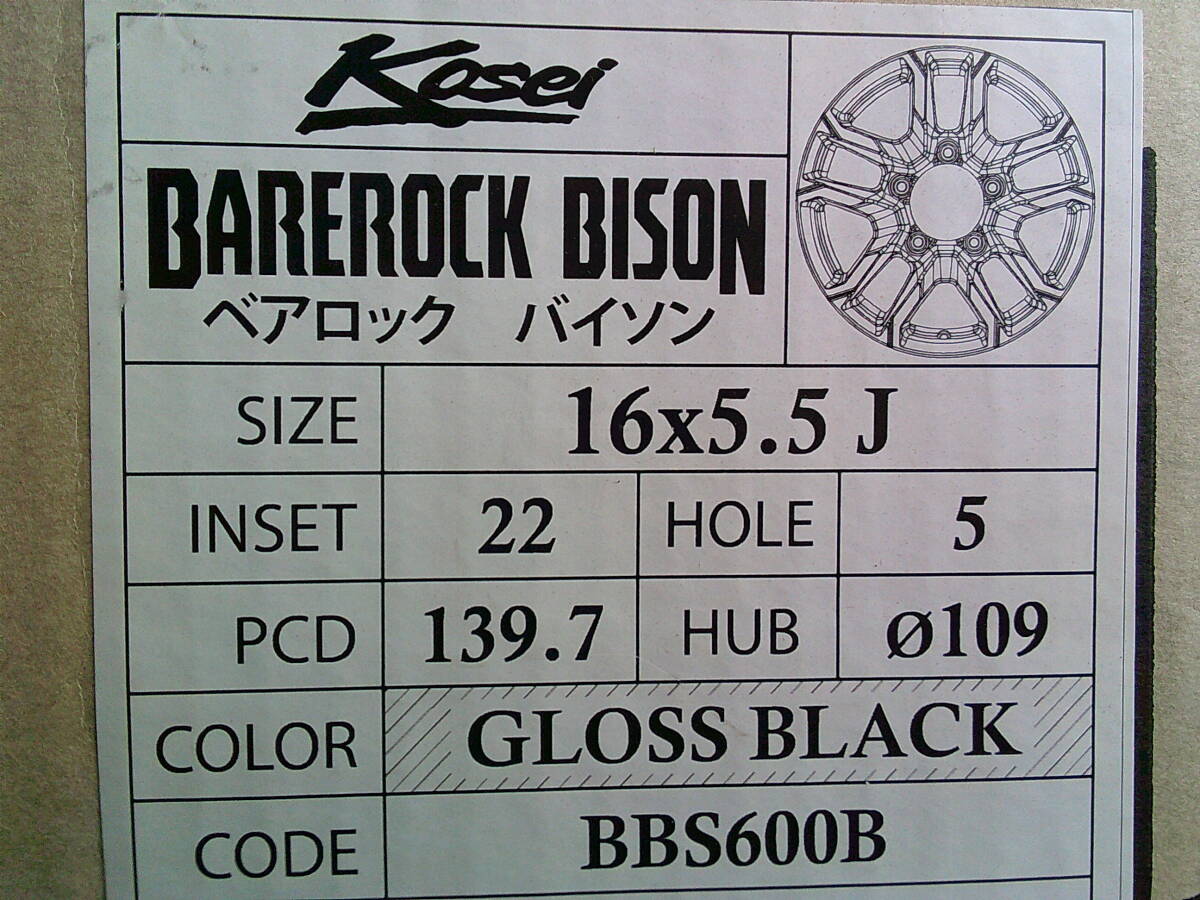 Kosei
BAREROCK BISON
ベアロック バイソン
SIZE 16x5.5 J
INSET 22 HOLE 5
PCD 139.7 HUB Ø109
COLOR GLOSS BLACK
CODE BBS600B